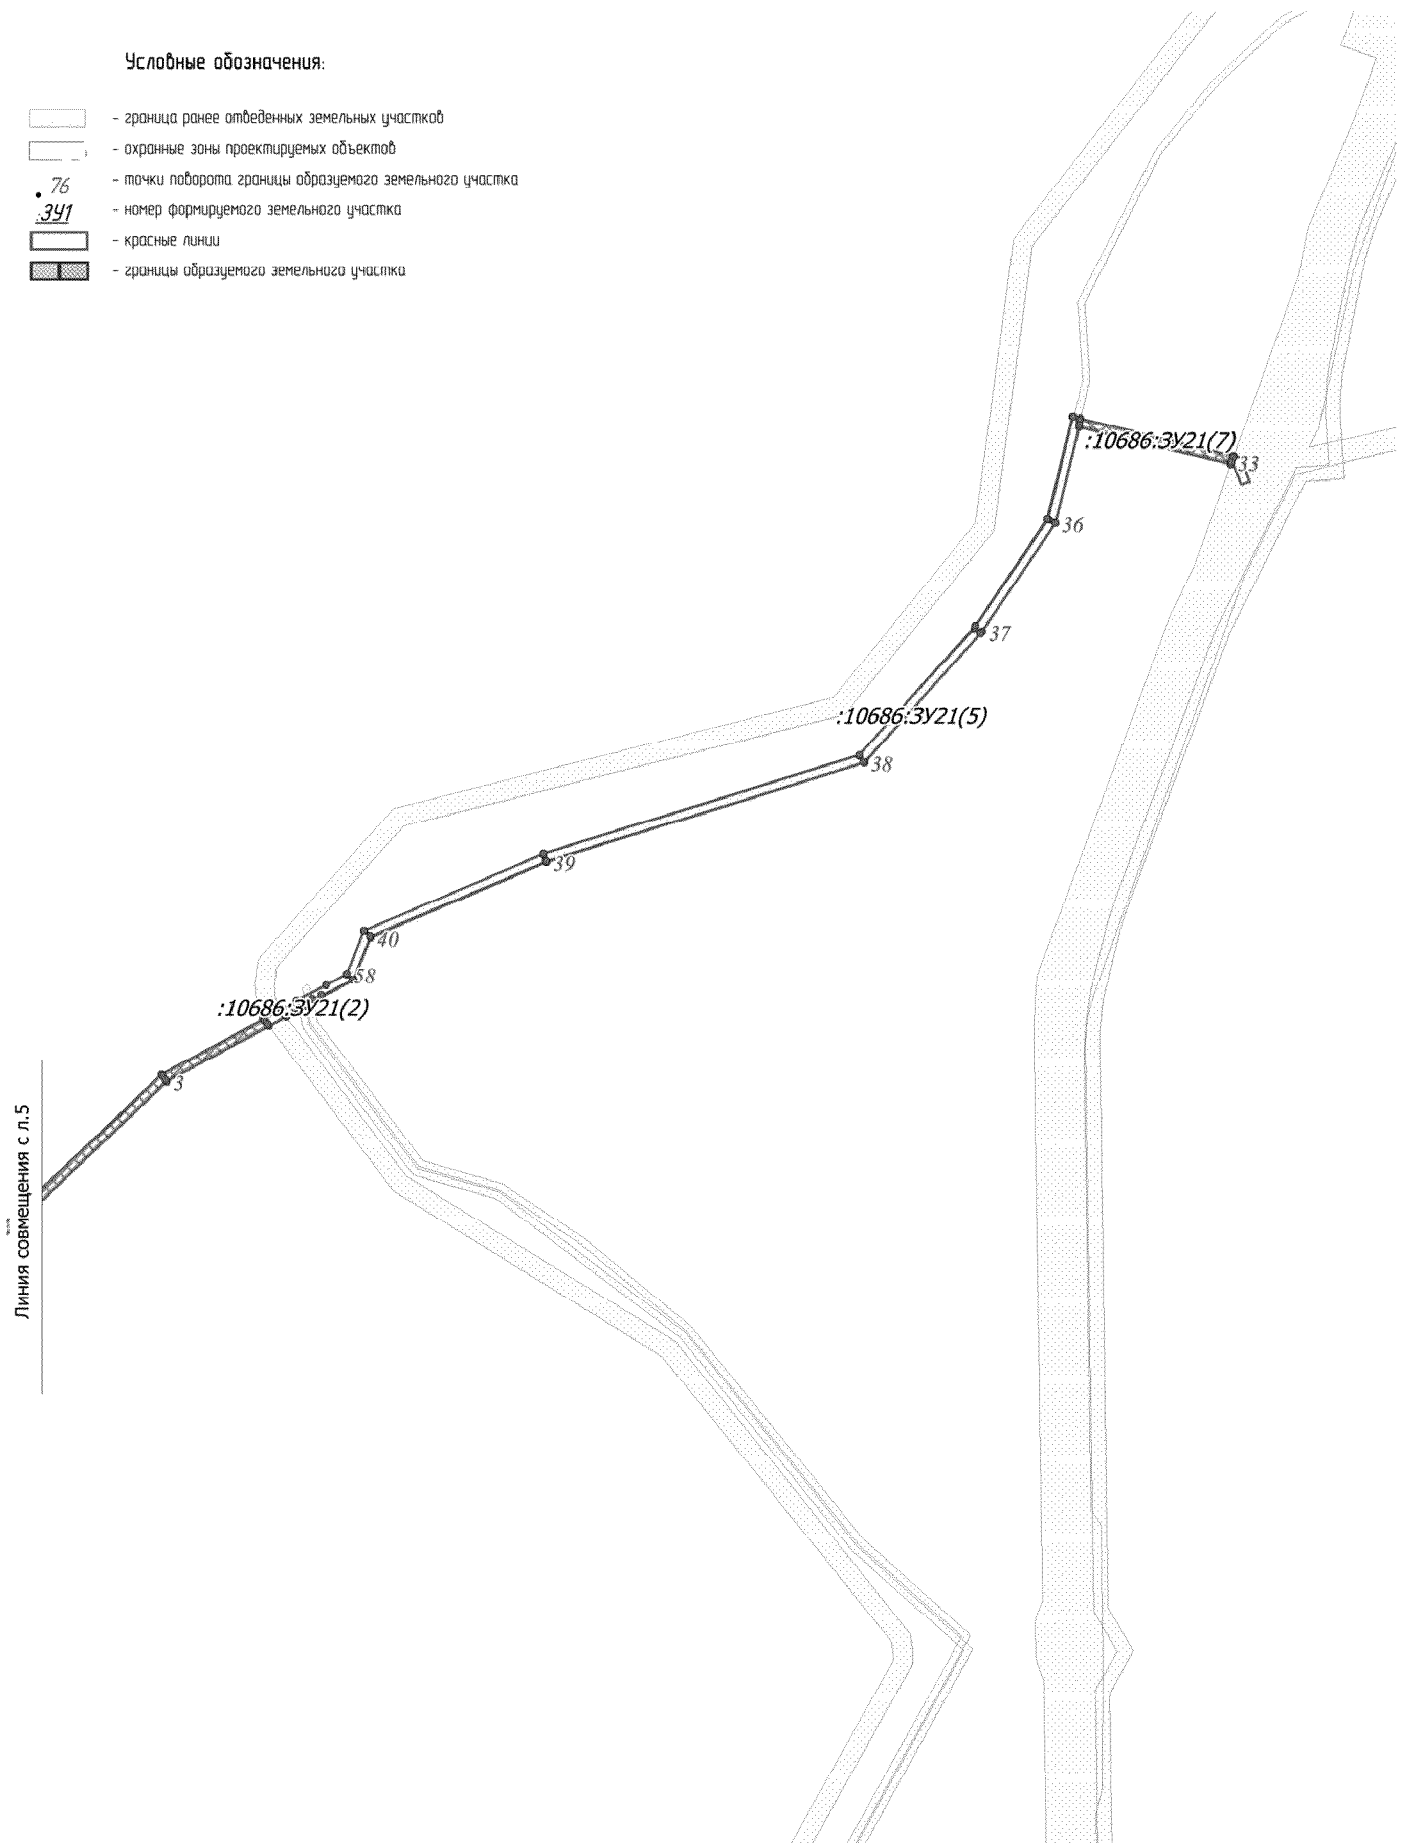 Условные обозначения:
- граница ранее отведенных земельных участков
- охранные зоны проектируемых объектов
76 - точки поворота границы образуемого земельного участка
:ЗУ1 - номер формируемого земельного участка
- красные линии
- границы образуемого земельного участка
:10686:ЗУ21(7)
33
36
37
:10686:ЗУ21(5)
38
39
40
58
:10686:ЗУ21(2)
3
Линия совмещения с л.5